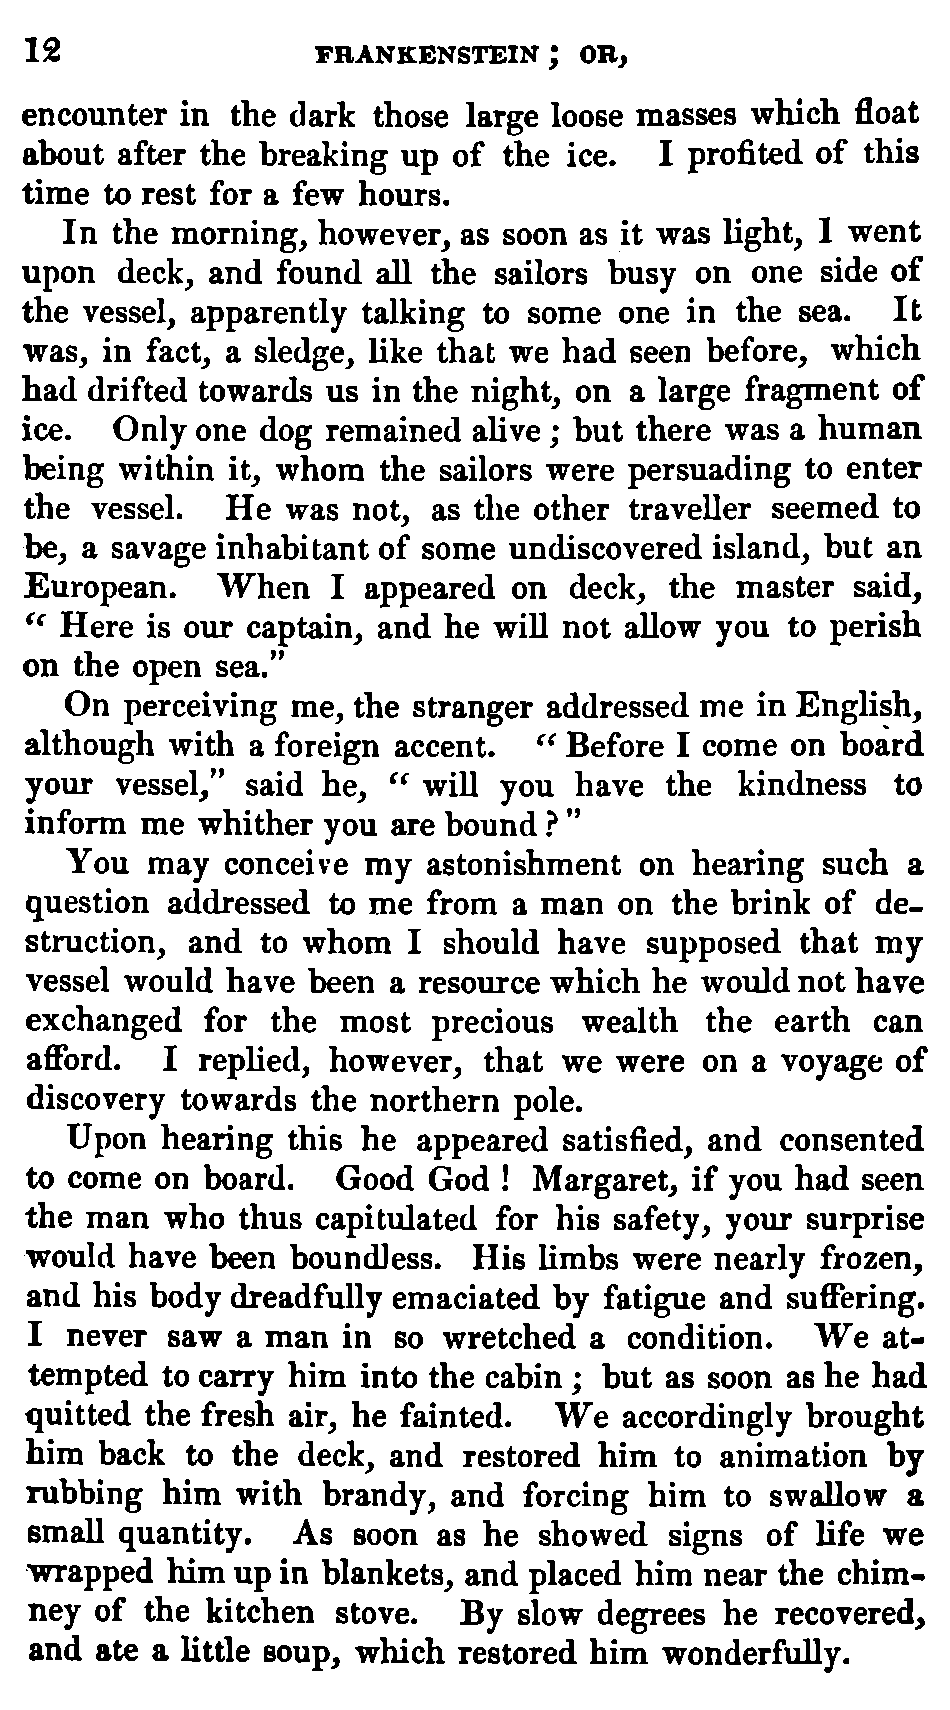 12 FRANKENSTEIN ; OR,
encounter in the dark those large loose masses which float
about after the breaking up of the ice. I profited of this
time to rest for a few hours.
In the morning, however, as soon as it was light, I went
upon deck, and found all the sailors busy on one side of
the vessel, apparently talking to some one in the sea. It
was, in fact, a sledge, like that we had seen before, which
had drifted towards us in the night, on a large fragment of
ice. Only one dog remained alive ; but there was a human
being within it, whom the sailors were persuading to enter
the vessel. He was not, as the other traveller seemed to
be, a savage inhabitant of some undiscovered island, but an
European. When I appeared on deck, the master said,
“ Here is our captain, and he will not allow you to perish
on the open sea.”
On perceiving me, the stranger addressed me in English,
although with a foreign accent. “ Before I come on board
your vessel,” said he, “ will you have the kindness to
inform me whither you are bound ? ”
You may conceive my astonishment on hearing such a
question addressed to me from a man on the brink of de-
struction, and to whom I should have supposed that my
vessel would have been a resource which he would not have
exchanged for the most precious wealth the earth can
afford. I replied, however, that we were on a voyage of
discovery towards the northern pole.
Upon hearing this he appeared satisfied, and consented
to come on board. Good God ! Margaret, if you had seen
the man who thus capitulated for his safety, your surprise
would have been boundless. His limbs were nearly frozen,
and his body dreadfully emaciated by fatigue and suffering.
I never saw a man in so wretched a condition. We at-
tempted to carry him into the cabin ; but as soon as he had
quitted the fresh air, he fainted. We accordingly brought
him back to the deck, and restored him to animation by
rubbing him with brandy, and forcing him to swallow a
small quantity. As soon as he showed signs of life we
wrapped him up in blankets, and placed him near the chim-
ney of the kitchen stove. By slow degrees he recovered,
and ate a little soup, which restored him wonderfully.